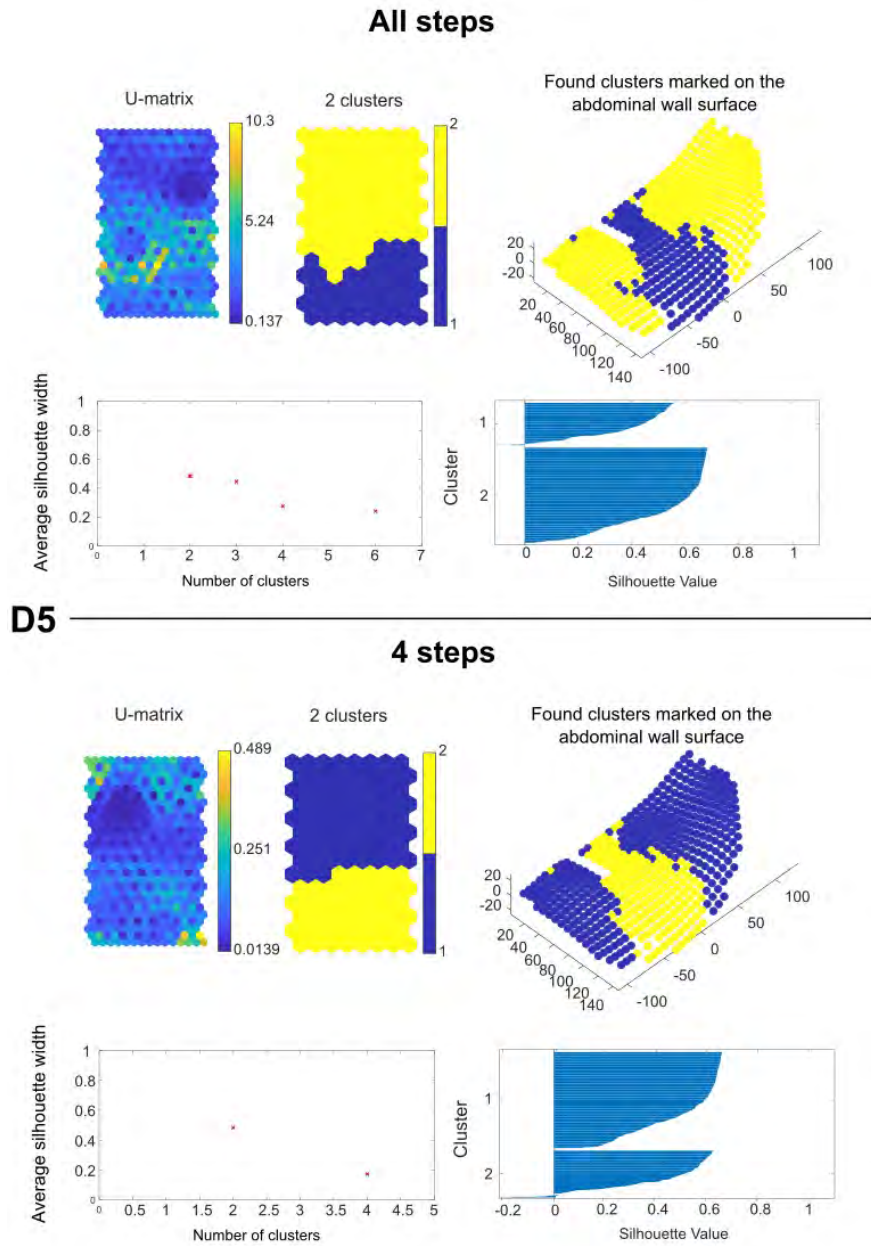 All steps
U-matrix
2 clusters
Found clusters marked on the
abdominal wall surface
10.3
5.24
0.137
2
1
20
0
-20
20
40
60
80
100
120
140
-100
-50
0
50
100
Average silhouette width
1
0.8
0.6
0.4
0.2
0
0 1 2 3 4 5 6 7
Number of clusters
Cluster
1
2
0 0.2 0.4 0.6 0.8 1
Silhouette Value
D5
4 steps
U-matrix
2 clusters
Found clusters marked on the
abdominal wall surface
0.489
0.251
0.0139
2
1
20
0
-20
20
40
60
80
100
120
140
-100
-50
0
50
100
Average silhouette width
1
0.8
0.6
0.4
0.2
0
0 0.5 1 1.5 2 2.5 3 3.5 4 4.5 5
Number of clusters
Cluster
1
2
-0.2 0 0.2 0.4 0.6 0.8 1
Silhouette Value